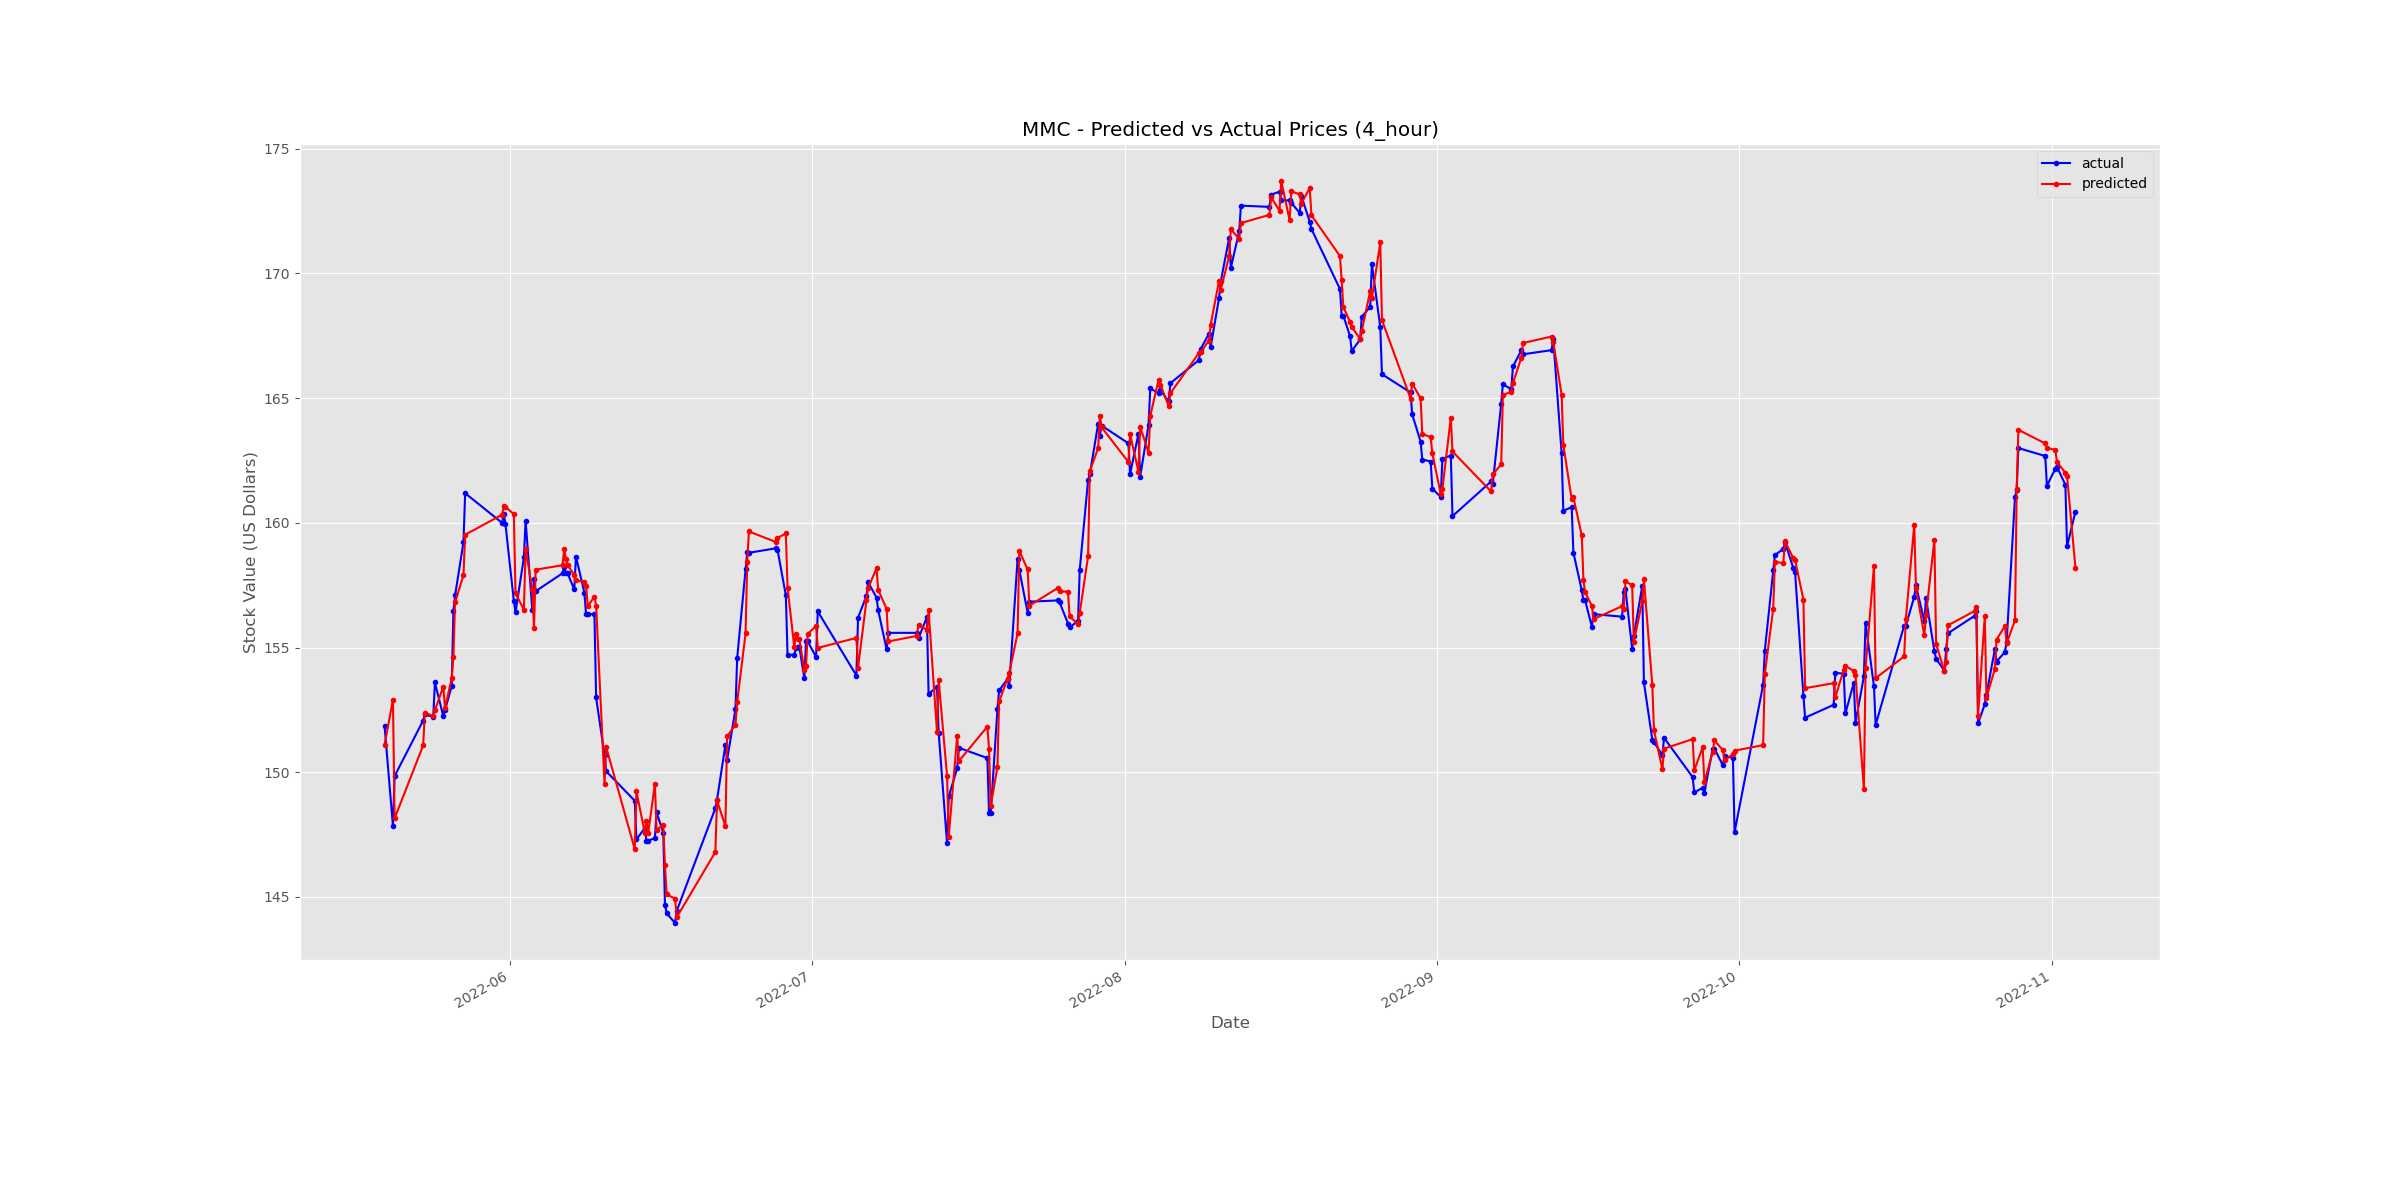 MMC - Predicted vs Actual Prices (4_hour)
175
170
165
160
155
150
145
Stock Value (US Dollars)
actual
predicted
2022-06
2022-07
2022-08
2022-09
2022-10
2022-11
Date